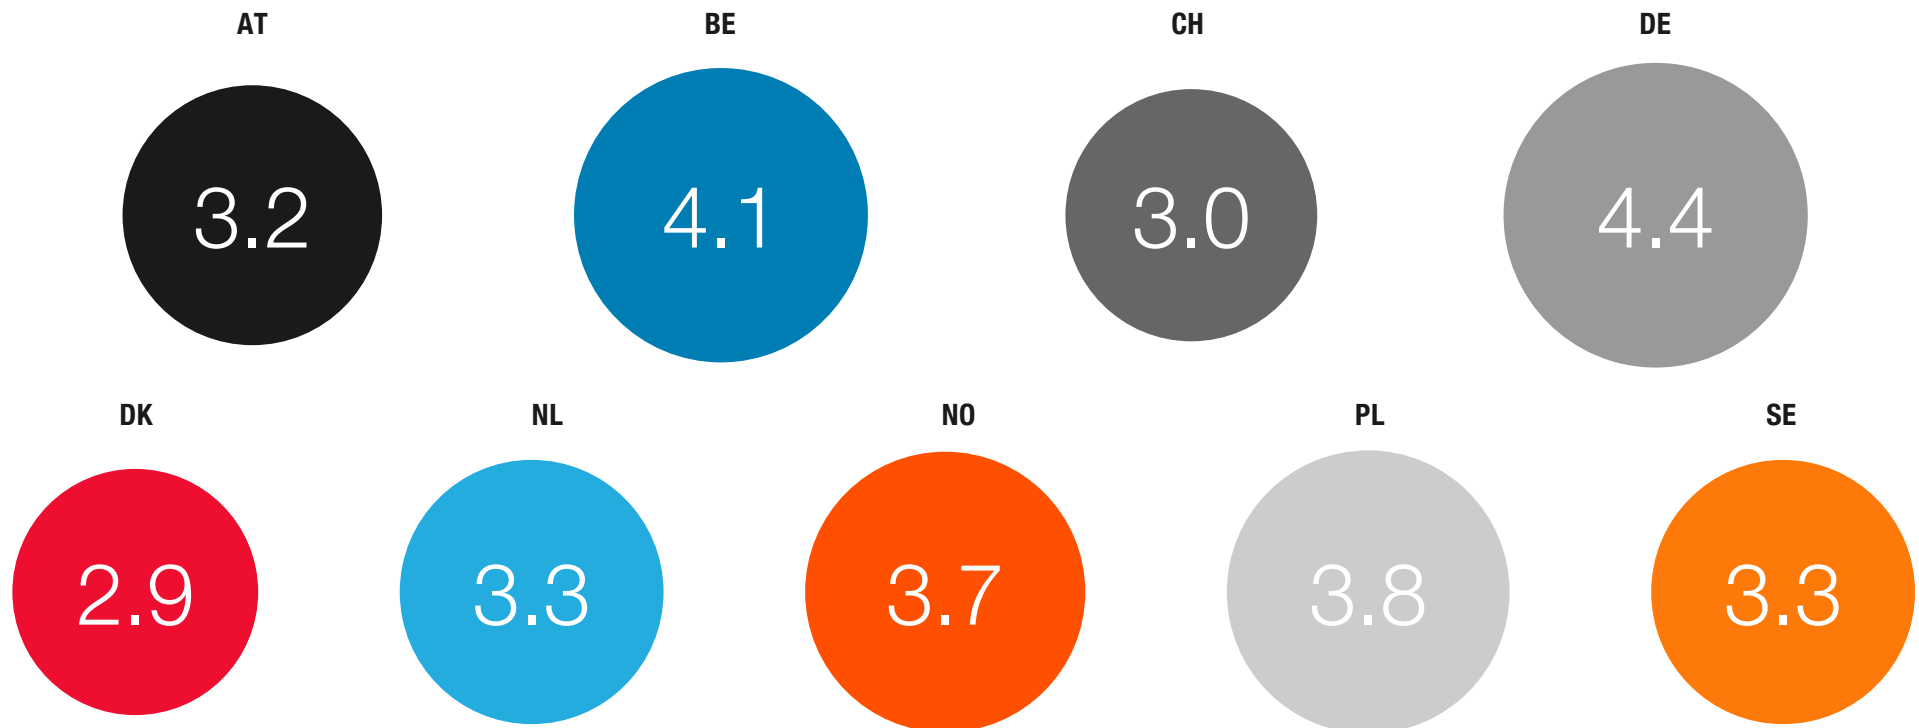 AT BE CH DE
3.2 4.1 3.0 4.4
DK NL NO PL SE
2.9 3.3 3.7 3.8 3.3